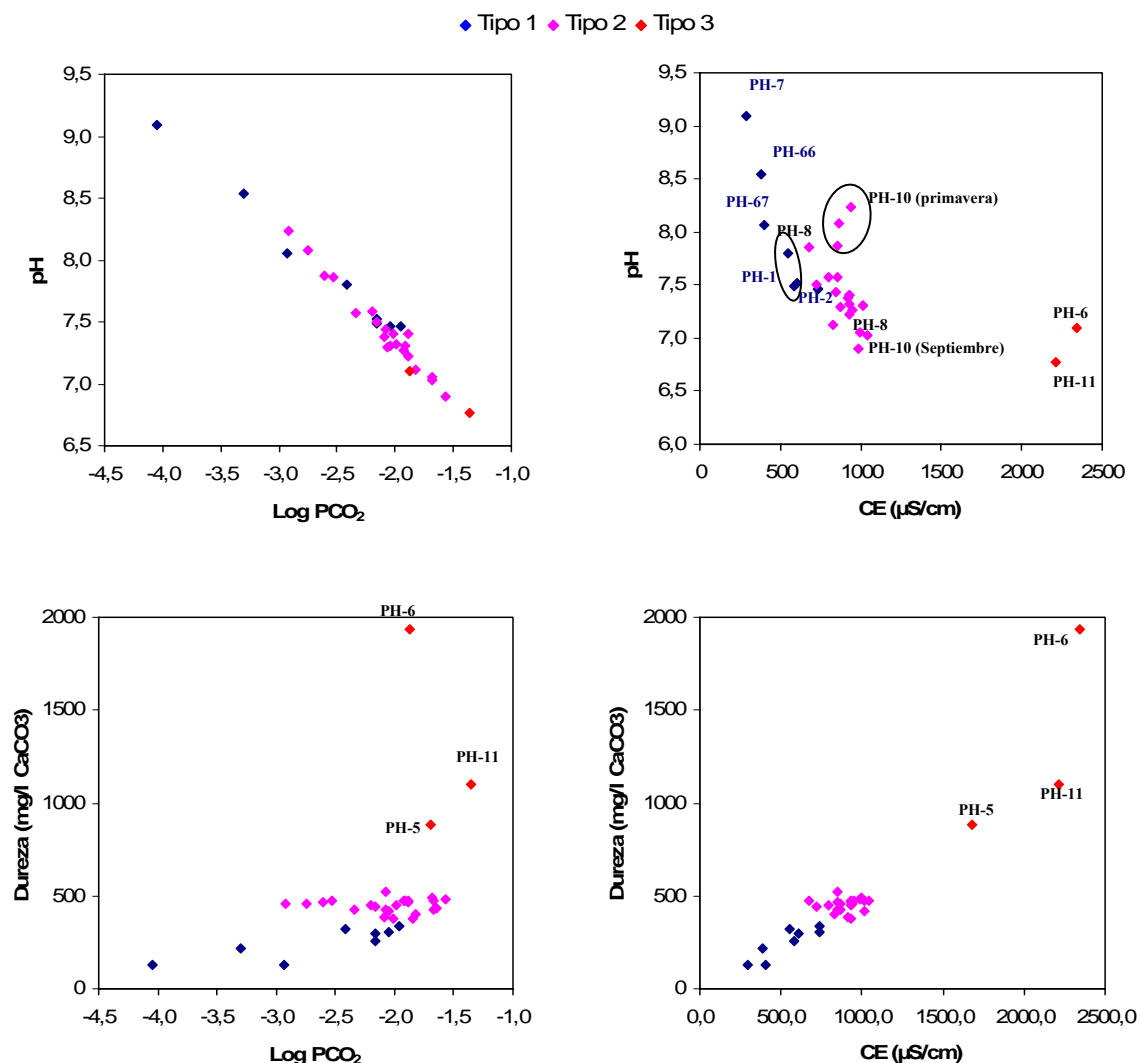 Tipo 1 Tipo 2 Tipo 3
9,5
9,0
8,5
8,0
7,5
7,0
6,5
pH
-4,5 -4,0 -3,5 -3,0 -2,5 -2,0 -1,5 -1,0
Log PCO₂
9,5
9,0
8,5
8,0
7,5
7,0
6,5
6,0
pH
PH-7
PH-66
PH-67
PH-10 (primavera)
PH-8
PH-1
PH-2
PH-8
PH-6
PH-10 (Septiembre)
PH-11
0 500 1000 1500 2000 2500
CE (µS/cm)
2000
1500
1000
500
0
Dureza (mg/l CaCO3)
PH-6
PH-11
PH-5
-4,5 -4,0 -3,5 -3,0 -2,5 -2,0 -1,5 -1,0
Log PCO₂
2000
1500
1000
500
0
Dureza (mg/l CaCO3)
PH-6
PH-11
PH-5
0,0 500,0 1000,0 1500,0 2000,0 2500,0
CE (µS/cm)